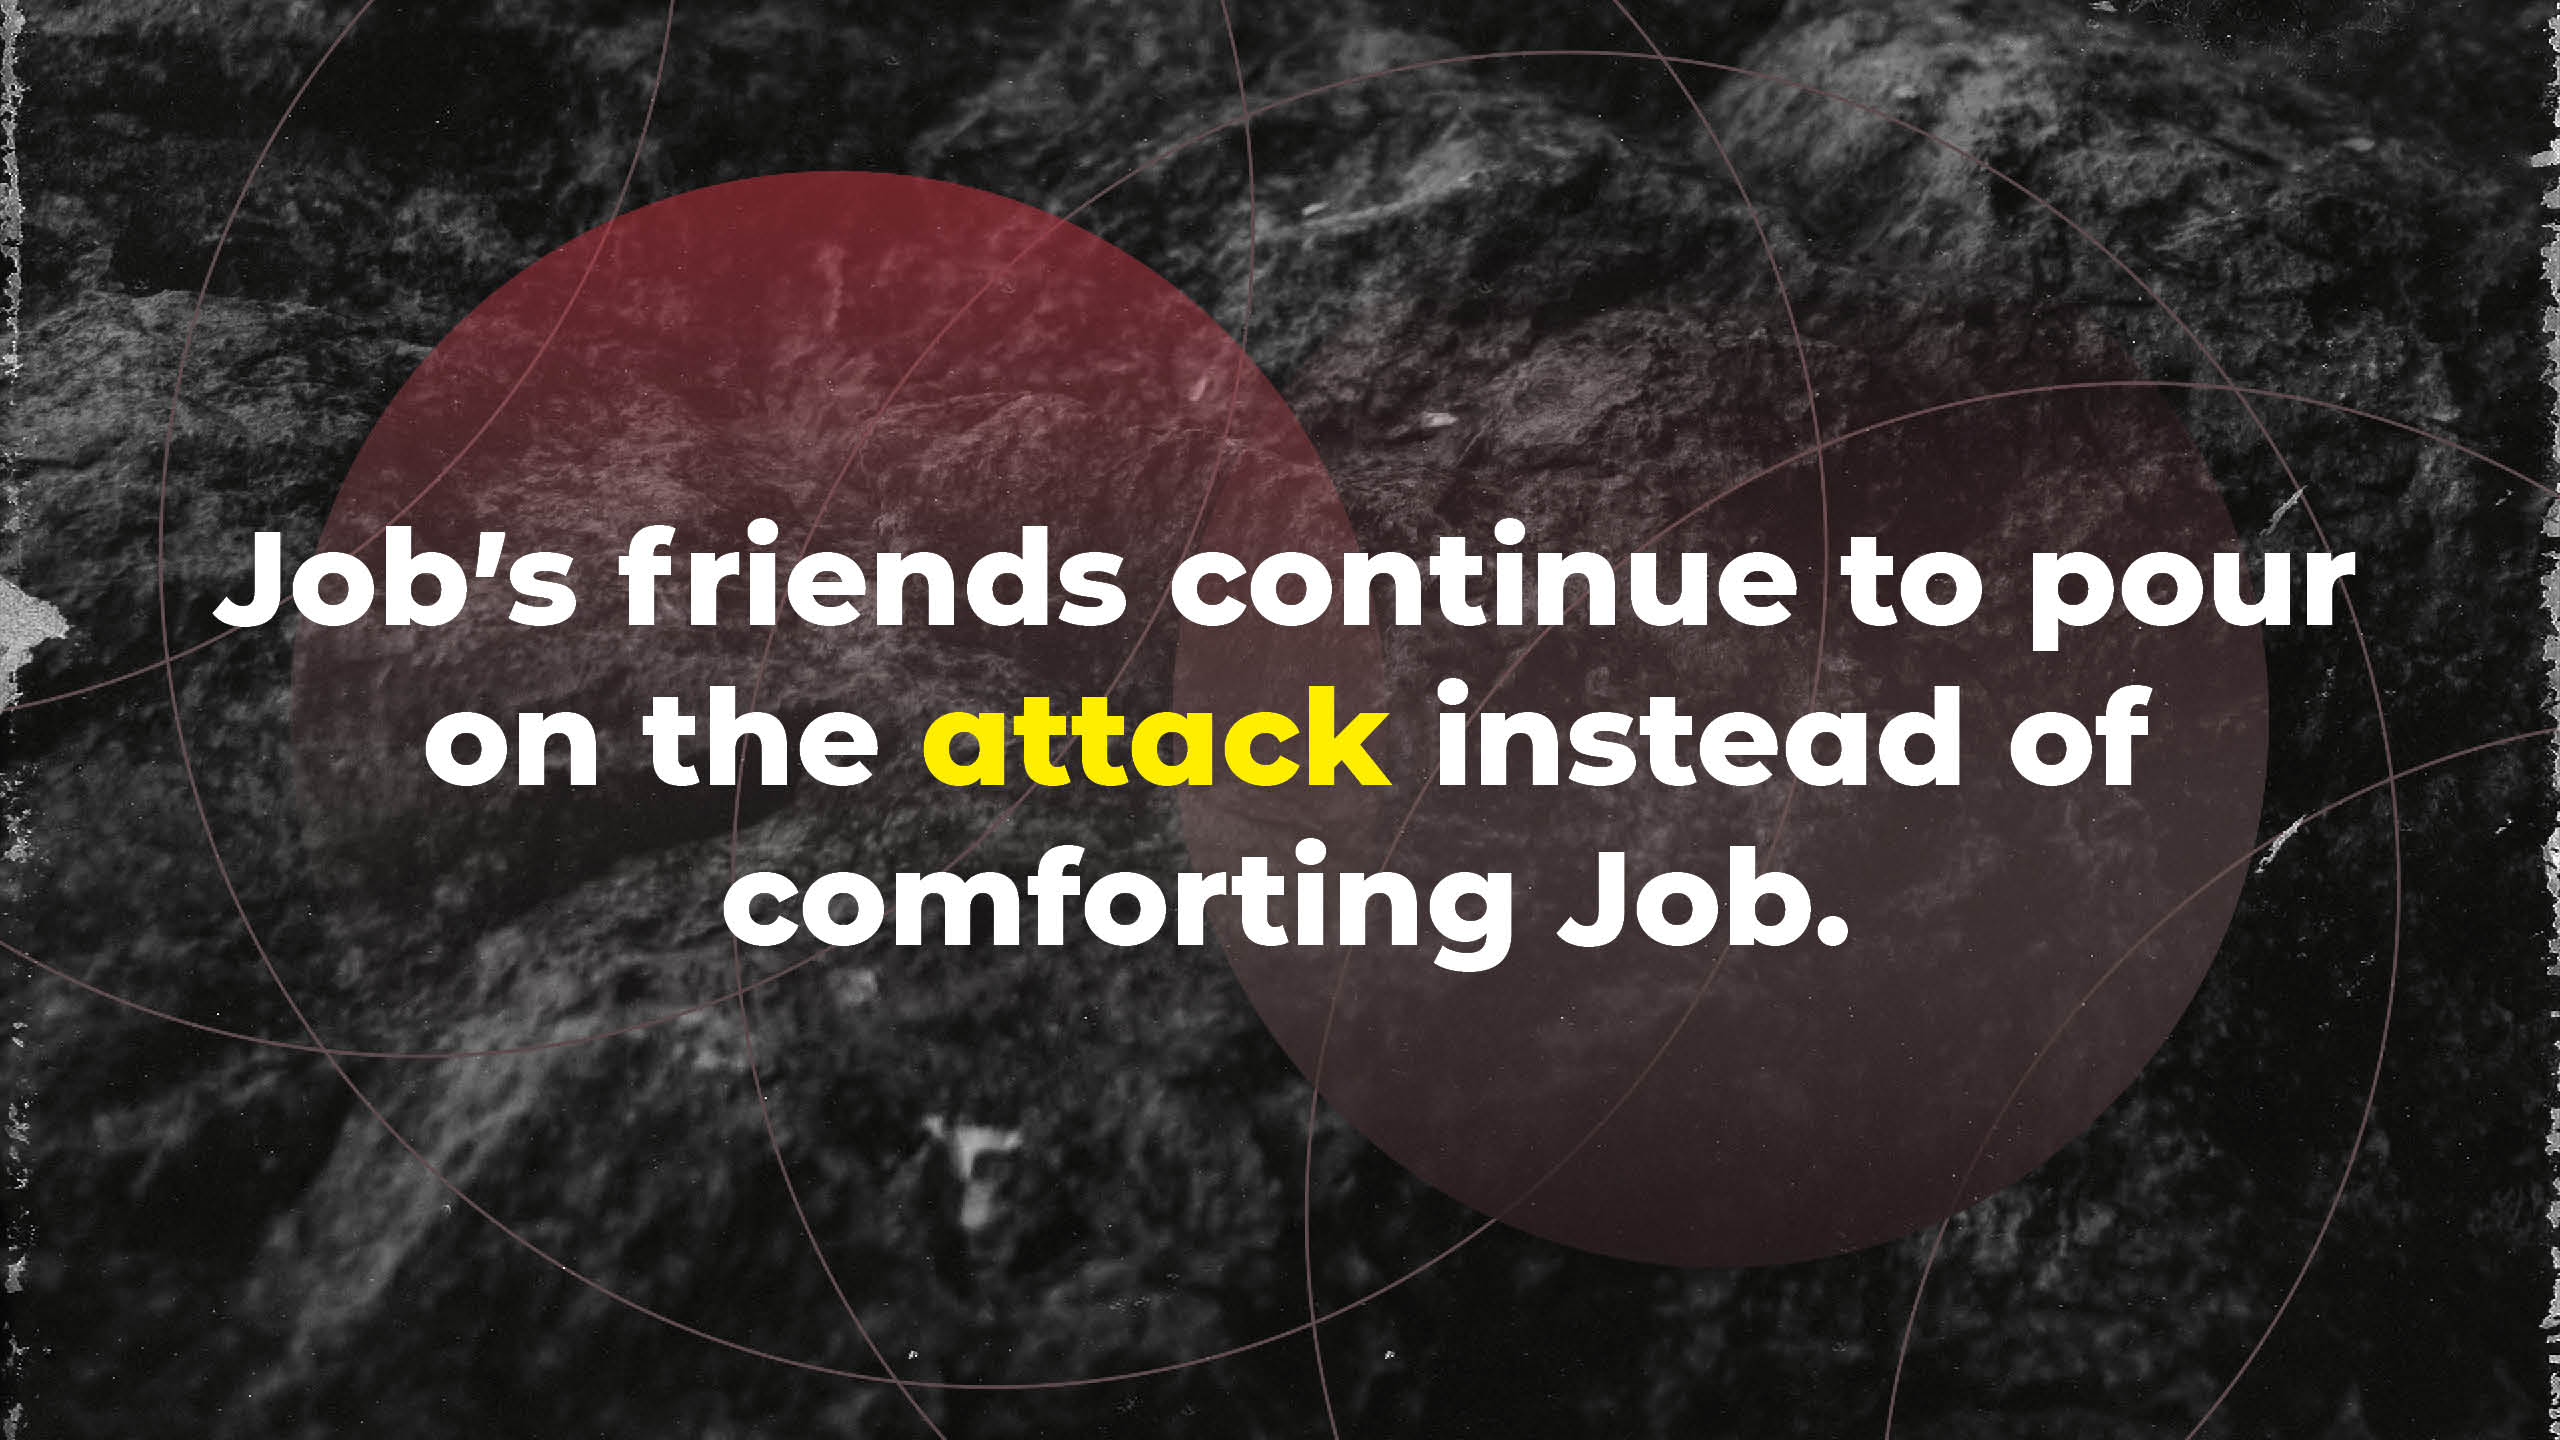 Job's friends continue to pour
on the attack instead of
comforting Job.